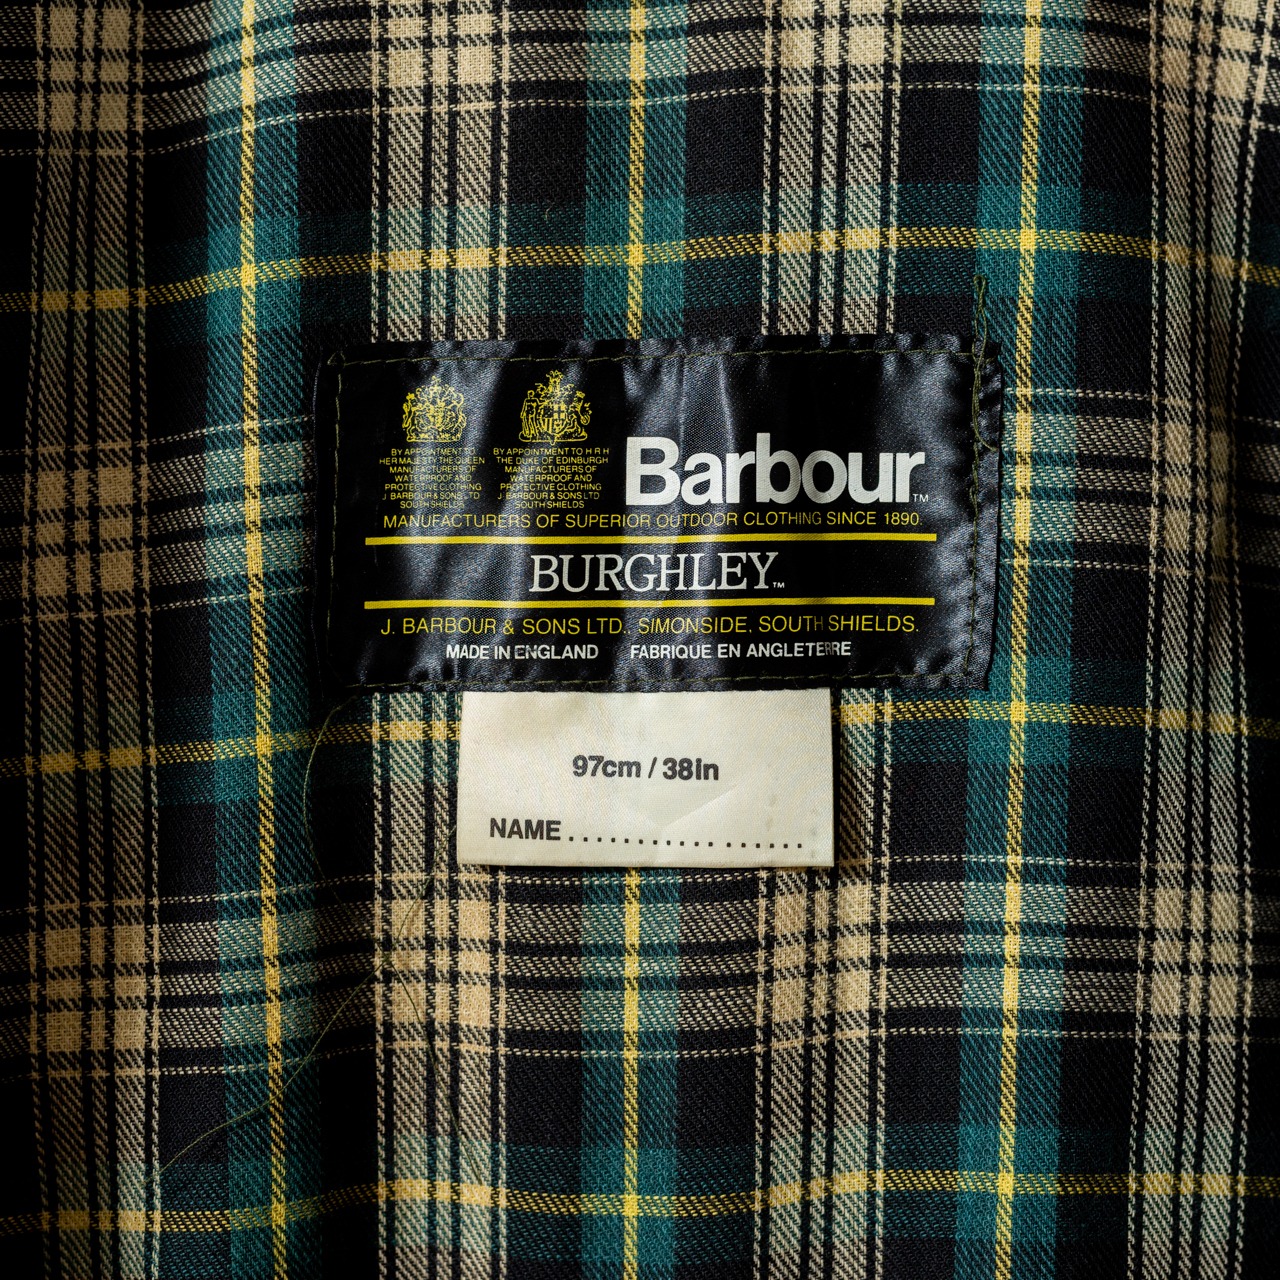 BY APPOINTMENT TO
HER MAJESTY THE QUEEN
MANUFACTURERS OF
WATERPROOF AND
PROTECTIVE CLOTHING
J BARBOUR & SONS LTD
SOUTH SHIELDS
BY APPOINTMENT TO H R H
THE DUKE OF EDINBURGH
MANUFACTURERS OF
WATERPROOF AND
PROTECTIVE CLOTHING
J BARBOUR & SONS LTD
SOUTH SHIELDS
Barbour™
MANUFACTURERS OF SUPERIOR OUTDOOR CLOTHING SINCE 1890.
BURGHLEY™
J. BARBOUR & SONS LTD., SIMONSIDE, SOUTH SHIELDS.
MADE IN ENGLAND FABRIQUE EN ANGLETERRE
97cm / 38in
NAME . . . . . . . . . . . . . . . . .